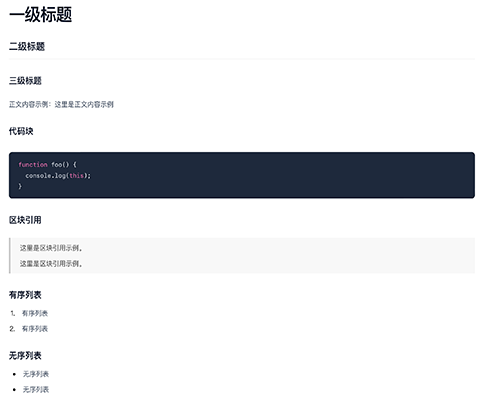 一级标题
二级标题
三级标题
正文内容示例：这里是正文内容示例
代码块
function foo() {
  console.log(this);
}
区块引用
这里是区块引用示例。
这里是区块引用示例。
有序列表
1. 有序列表
2. 有序列表
无序列表
• 无序列表
• 无序列表